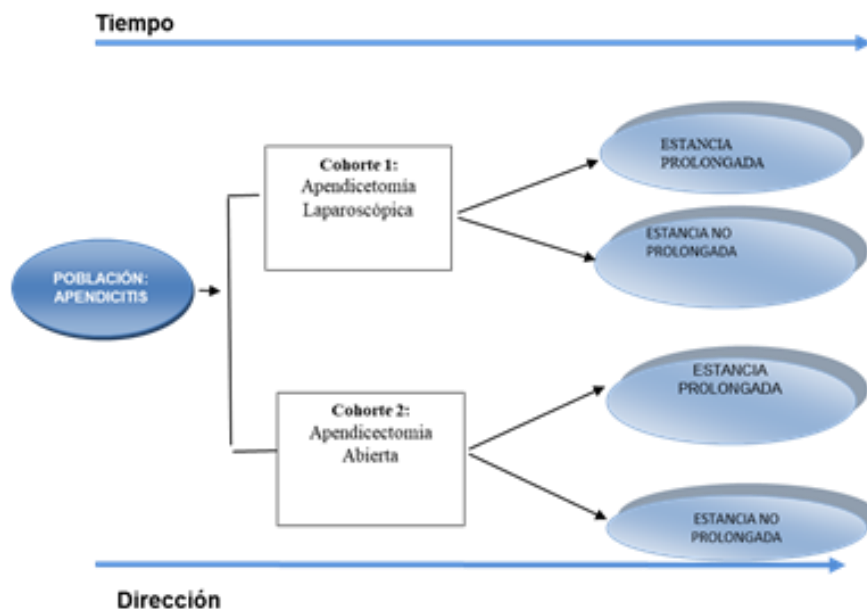 Tiempo
Cohorte 1:
Apendicetomía
Laparoscópica
ESTANCIA
PROLONGADA
ESTANCIA NO
PROLONGADA
POBLACIÓN:
APENDICITIS
Cohorte 2:
Apendicectomia
Abierta
ESTANCIA
PROLONGADA
ESTANCIA NO
PROLONGADA
Dirección